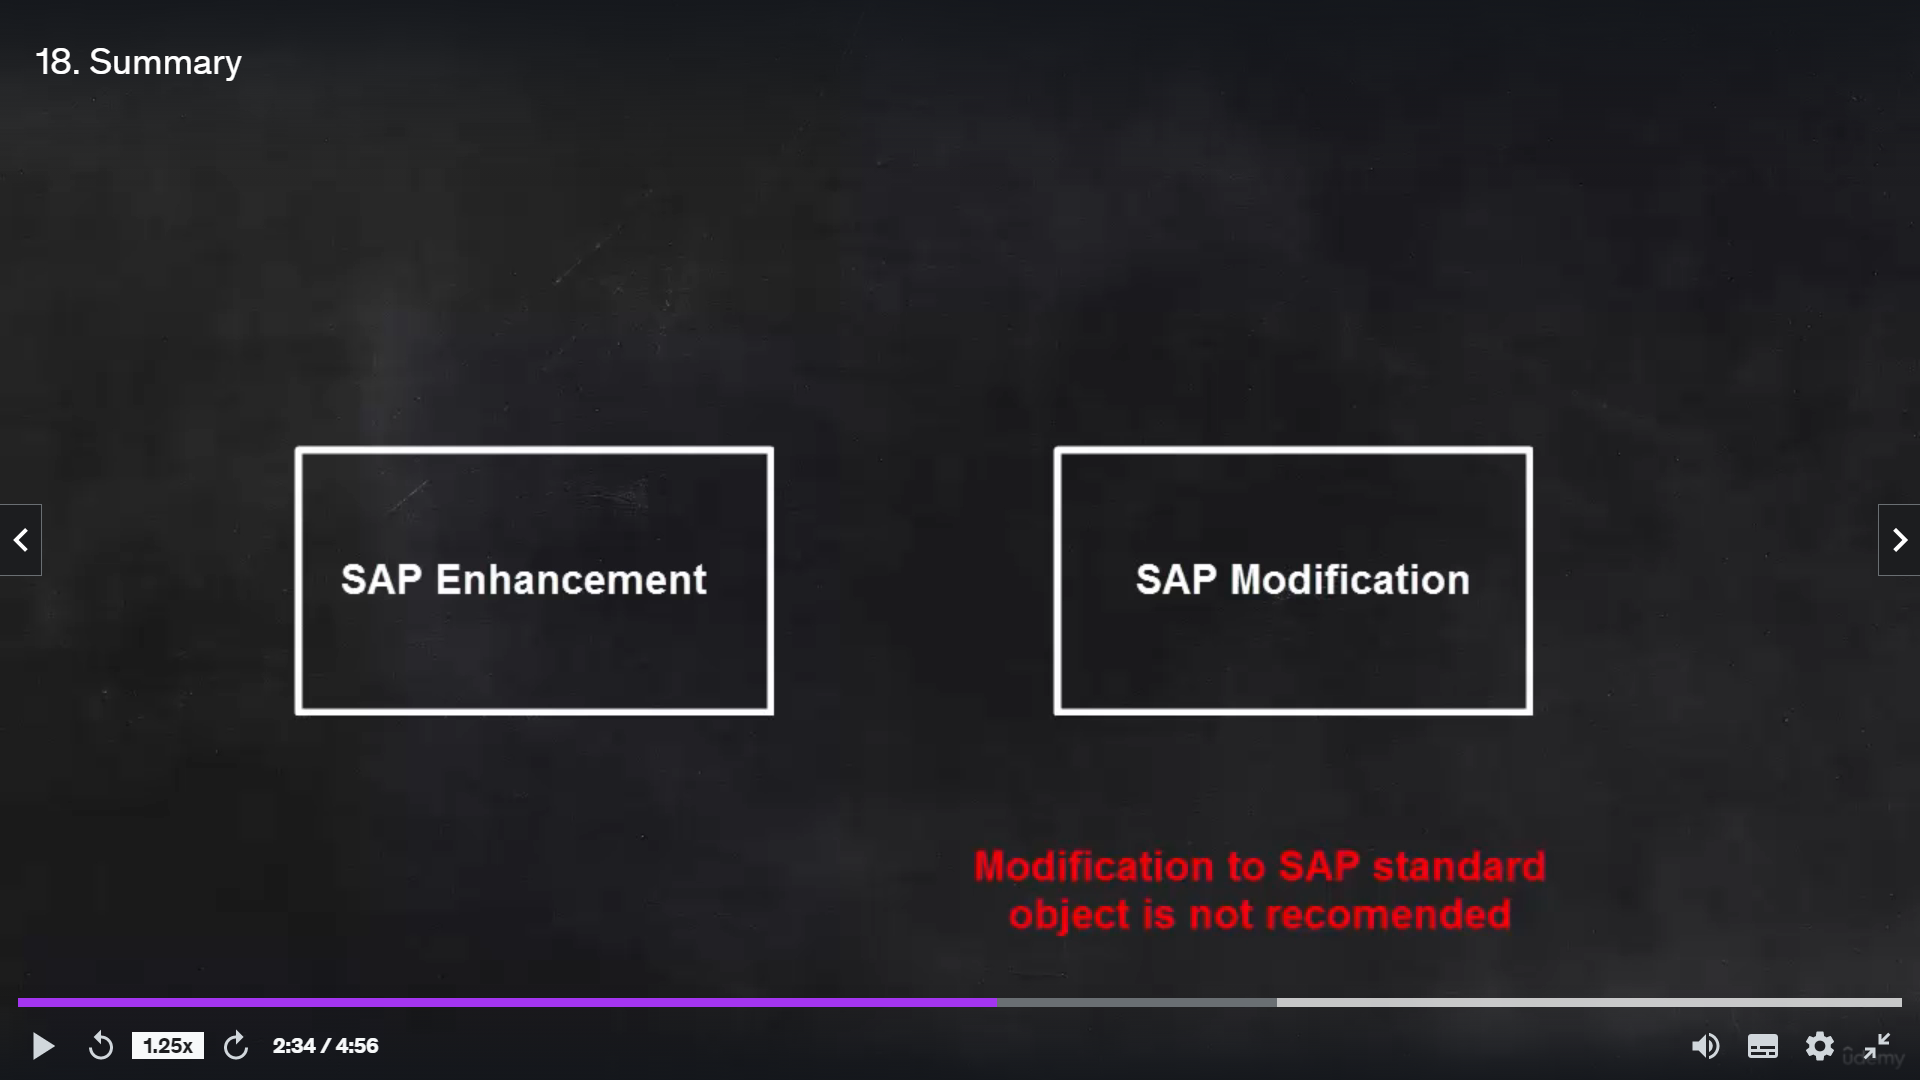 18. Summary
SAP Enhancement
SAP Modification
Modification to SAP standard
object is not recomended
1.25x
2:34 / 4:56
ûdemy